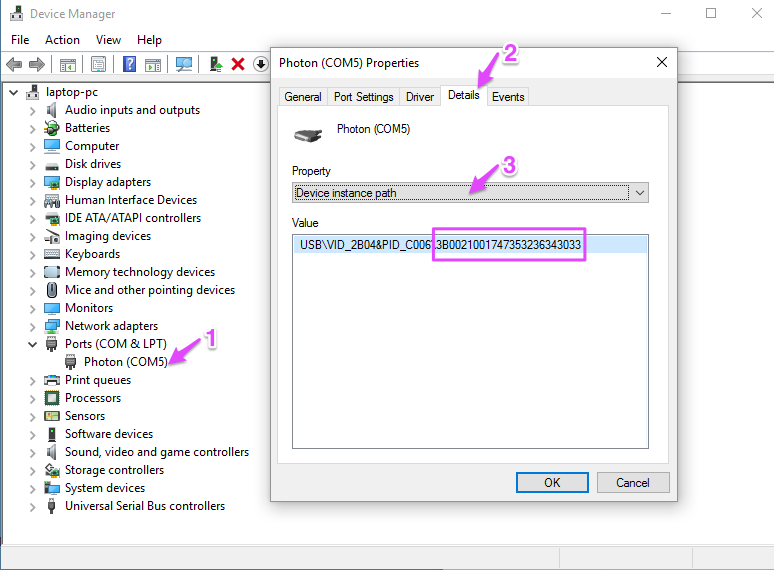 Device Manager
File Action View Help
laptop-pc
Audio inputs and outputs
Batteries
Computer
Disk drives
Display adapters
Human Interface Devices
IDE ATA/ATAPI controllers
Imaging devices
Keyboards
Memory technology devices
Mice and other pointing devices
Monitors
Network adapters
Ports (COM & LPT)
Photon (COM5)
1
Print queues
Processors
Sensors
Software devices
Sound, video and game controllers
Storage controllers
System devices
Universal Serial Bus controllers
Photon (COM5) Properties
2
General Port Settings Driver Details Events
Photon (COM5)
Property
3
Device instance path
Value
USB\VID_2B04&PID_C006\3B0021001747353236343033
OK Cancel